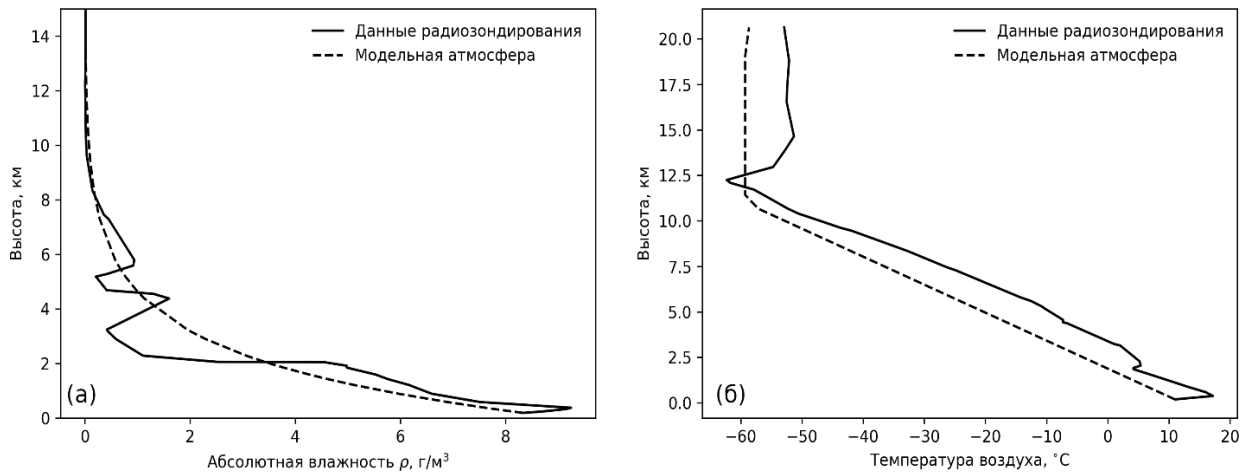 14
12
10
8
6
4
2
0
Высота, км
Данные радиозондирования
Модельная атмосфера
(а)
0 2 4 6 8
Абсолютная влажность ρ, г/м³
20.0
17.5
15.0
12.5
10.0
7.5
5.0
2.5
0.0
Высота, км
Данные радиозондирования
Модельная атмосфера
(б)
−60 −50 −40 −30 −20 −10 0 10 20
Температура воздуха, ˚C